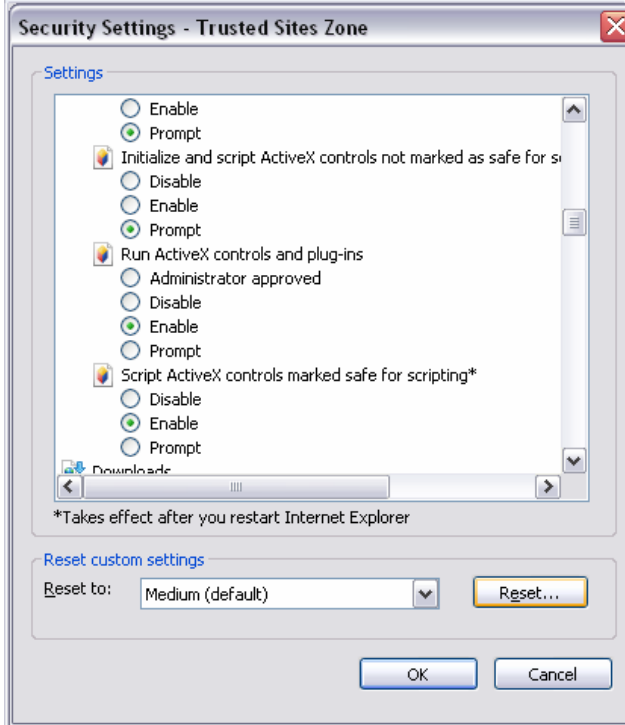 Security Settings - Trusted Sites Zone
Settings
Enable
Prompt
Initialize and script ActiveX controls not marked as safe for s
Disable
Enable
Prompt
Run ActiveX controls and plug-ins
Administrator approved
Disable
Enable
Prompt
Script ActiveX controls marked safe for scripting*
Disable
Enable
Prompt
Downloads
*Takes effect after you restart Internet Explorer
Reset custom settings
Reset to:
Medium (default)
Reset...
OK
Cancel